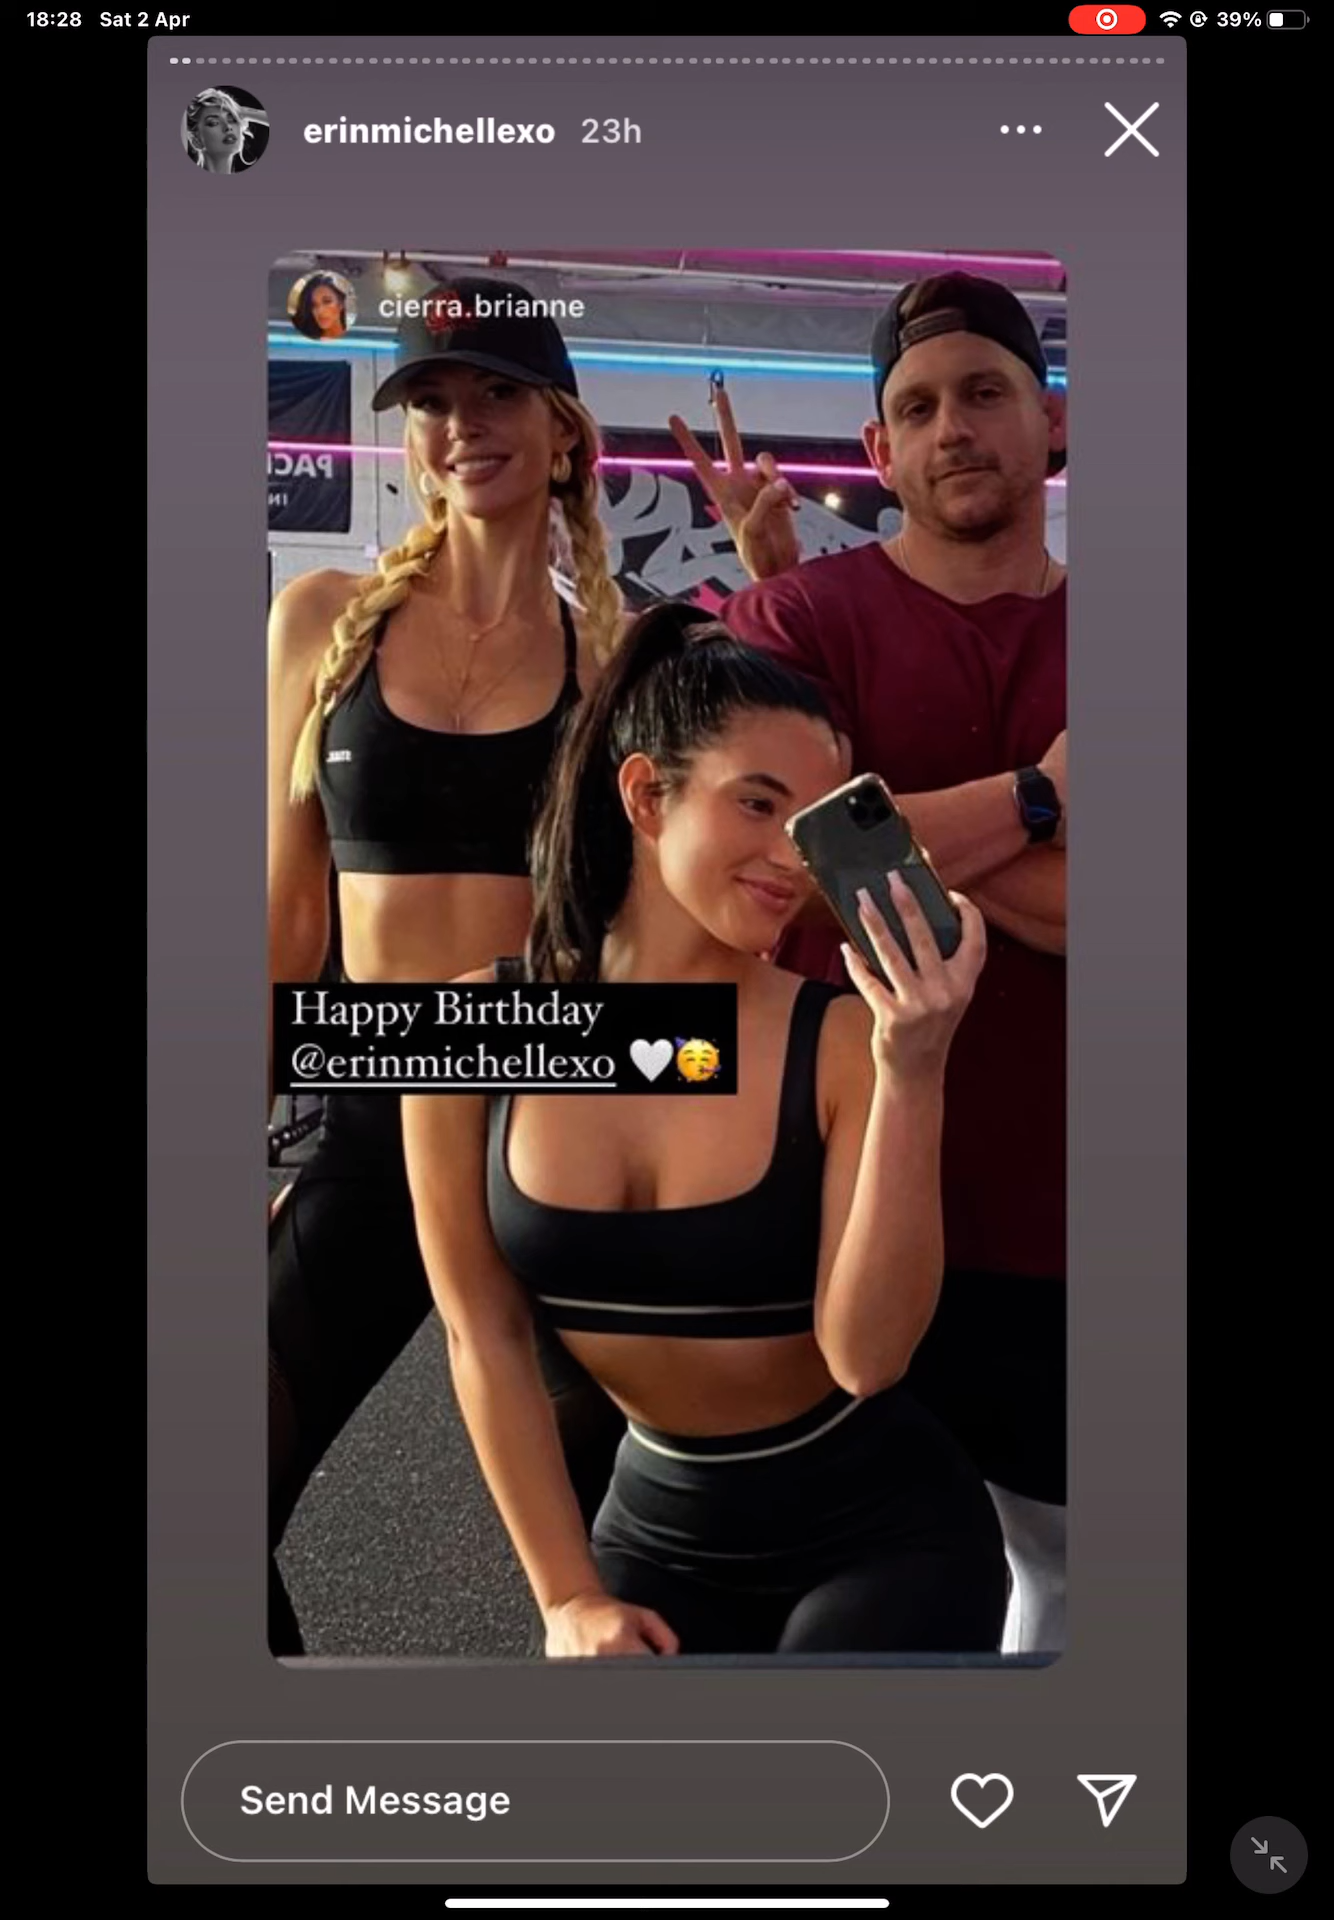 18:28 Sat 2 Apr
39%
erinmichellexo 23h
cierra.brianne
Happy Birthday
@erinmichellexo 🤍🥳
Send Message